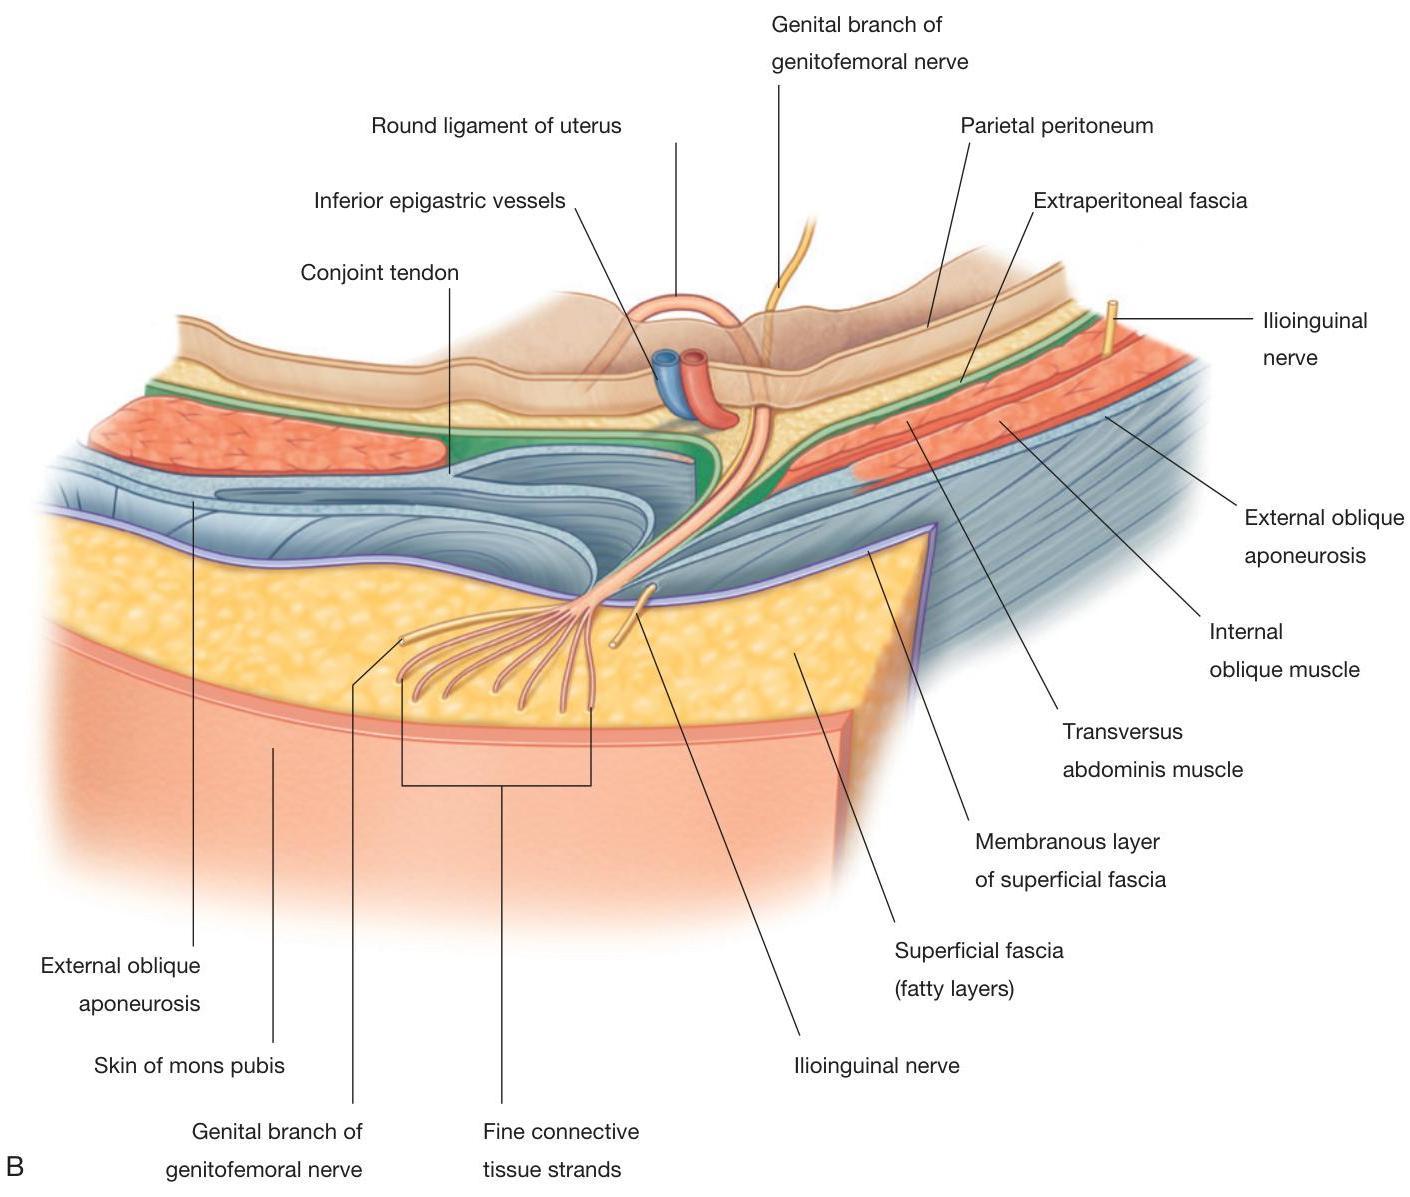 Genital branch of
genitofemoral nerve
Round ligament of uterus
Parietal peritoneum
Inferior epigastric vessels
Extraperitoneal fascia
Conjoint tendon
Ilioinguinal
nerve
External oblique
aponeurosis
Internal
oblique muscle
Transversus
abdominis muscle
Membranous layer
of superficial fascia
Superficial fascia
(fatty layers)
External oblique
aponeurosis
Skin of mons pubis
Ilioinguinal nerve
Genital branch of
genitofemoral nerve
Fine connective
tissue strands
B